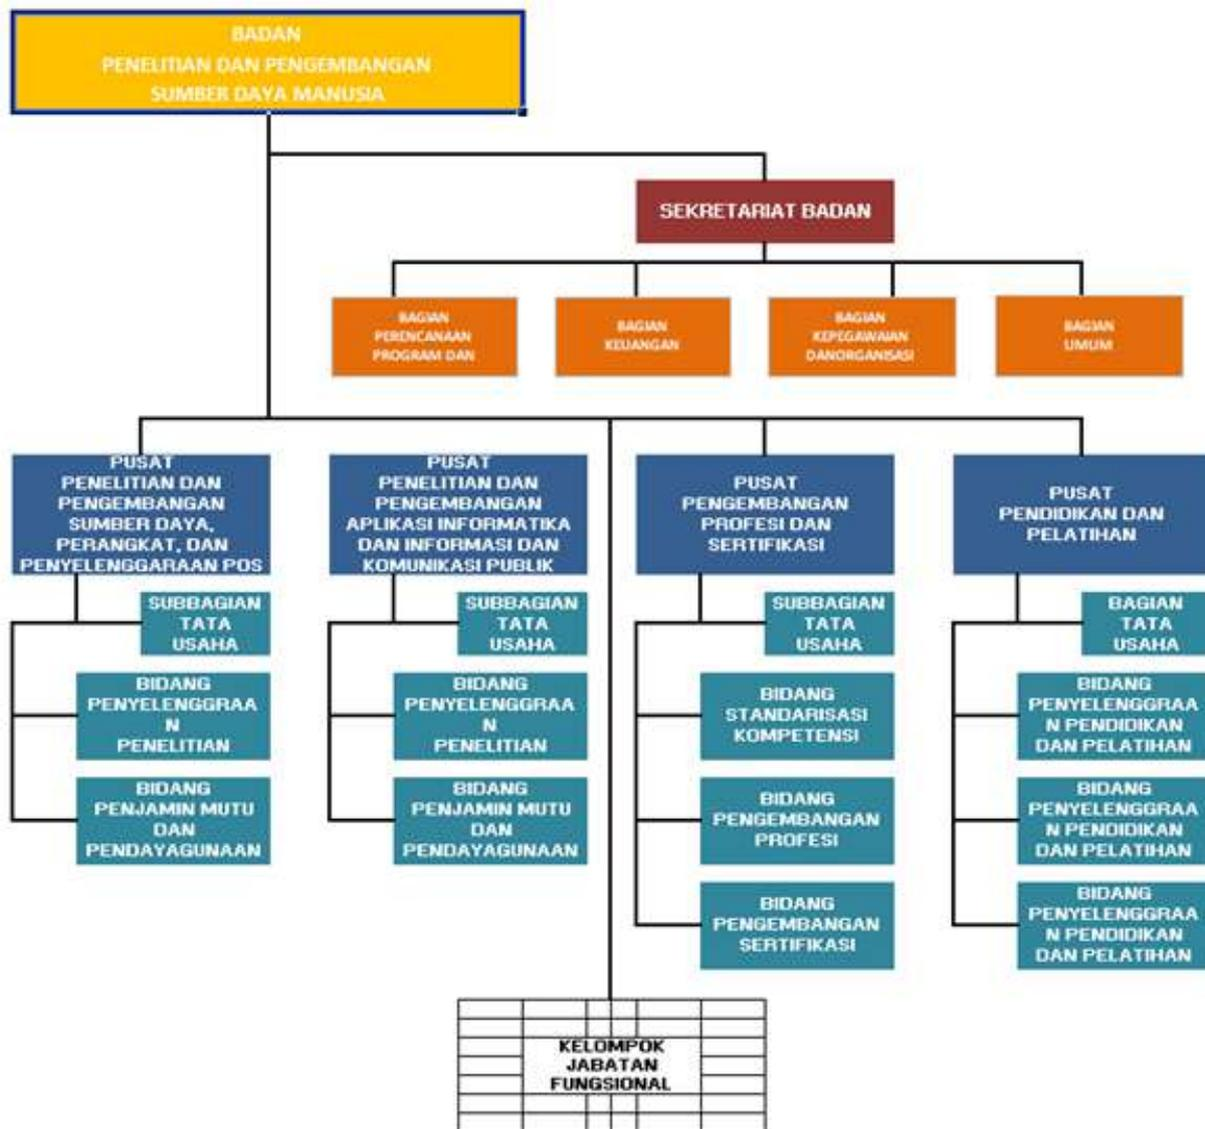 BADAN
PENELITIAN DAN PENGEMBANGAN
SUMBER DAYA MANUSIA
SEKRETARIAT BADAN
BAGIAN
PERENCANAAN
PROGRAM DAN
BAGIAN
KEUANGAN
BAGIAN
KEPEGAWAIAN
DANORGANISASI
BAGIAN
UMUM
PUSAT
PENELITIAN DAN
PENGEMBANGAN
SUMBER DAYA,
PERANGKAT, DAN
PENYELENGGARAAN POS
PUSAT
PENELITIAN DAN
PENGEMBANGAN
APLIKASI INFORMATIKA
DAN INFORMASI DAN
KOMUNIKASI PUBLIK
PUSAT
PENGEMBANGAN
PROFESI DAN
SERTIFIKASI
PUSAT
PENDIDIKAN DAN
PELATIHAN
SUBBAGIAN
TATA
USAHA
BIDANG
PENYELENGGRAA
N
PENELITIAN
BIDANG
PENJAMIN MUTU
DAN
PENDAYAGUNAAN
SUBBAGIAN
TATA
USAHA
BIDANG
PENYELENGGRAA
N
PENELITIAN
BIDANG
PENJAMIN MUTU
DAN
PENDAYAGUNAAN
SUBBAGIAN
TATA
USAHA
BIDANG
STANDARISASI
KOMPETENSI
BIDANG
PENGEMBANGAN
PROFESI
BIDANG
PENGEMBANGAN
SERTIFIKASI
BAGIAN
TATA
USAHA
BIDANG
PENYELENGGRAA
N PENDIDIKAN
DAN PELATIHAN
BIDANG
PENYELENGGRAA
N PENDIDIKAN
DAN PELATIHAN
BIDANG
PENYELENGGRAA
N PENDIDIKAN
DAN PELATIHAN
KELOMPOK
JABATAN
FUNGSIONAL